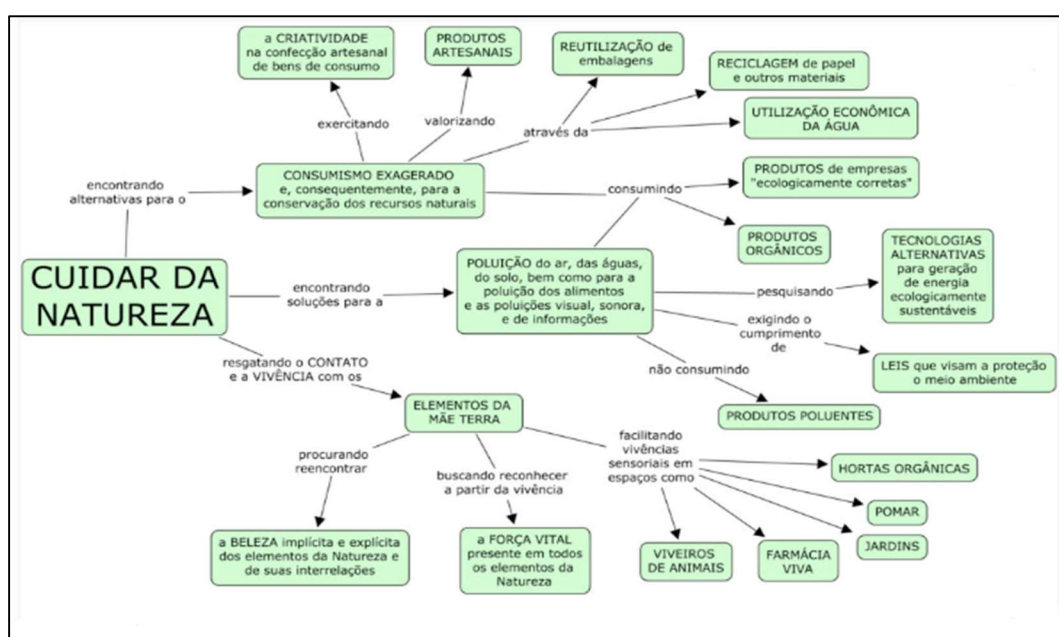 a CRIATIVIDADE
na confecção artesanal
de bens de consumo
PRODUTOS
ARTESANAIS
REUTILIZAÇÃO de
embalagens
RECICLAGEM de papel
e outros materiais
UTILIZAÇÃO ECONÔMICA
DA ÁGUA
exercitando
valorizando
através da
encontrando
alternativas para o
CONSUMISMO EXAGERADO
e, consequentemente, para a
conservação dos recursos naturais
consumindo
PRODUTOS de empresas
"ecologicamente corretas"
PRODUTOS
ORGÂNICOS
CUIDAR DA
NATUREZA
encontrando
soluções para a
POLUIÇÃO do ar, das águas,
do solo, bem como para a
poluição dos alimentos
e as poluições visual, sonora,
e de informações
pesquisando
TECNOLOGIAS
ALTERNATIVAS
para geração
de energia
ecologicamente
sustentáveis
exigindo o
cumprimento
de
LEIS que visam a proteção
o meio ambiente
não consumindo
PRODUTOS POLUENTES
resgatando o CONTATO
e a VIVÊNCIA com os
ELEMENTOS DA
MÃE TERRA
procurando
reencontrar
buscando reconhecer
a partir da vivência
facilitando
vivências
sensoriais em
espaços como
a BELEZA implícita e explícita
dos elementos da Natureza e
de suas interrelações
a FORÇA VITAL
presente em todos
os elementos da
Natureza
VIVEIROS
DE ANIMAIS
FARMÁCIA
VIVA
JARDINS
POMAR
HORTAS ORGÂNICAS